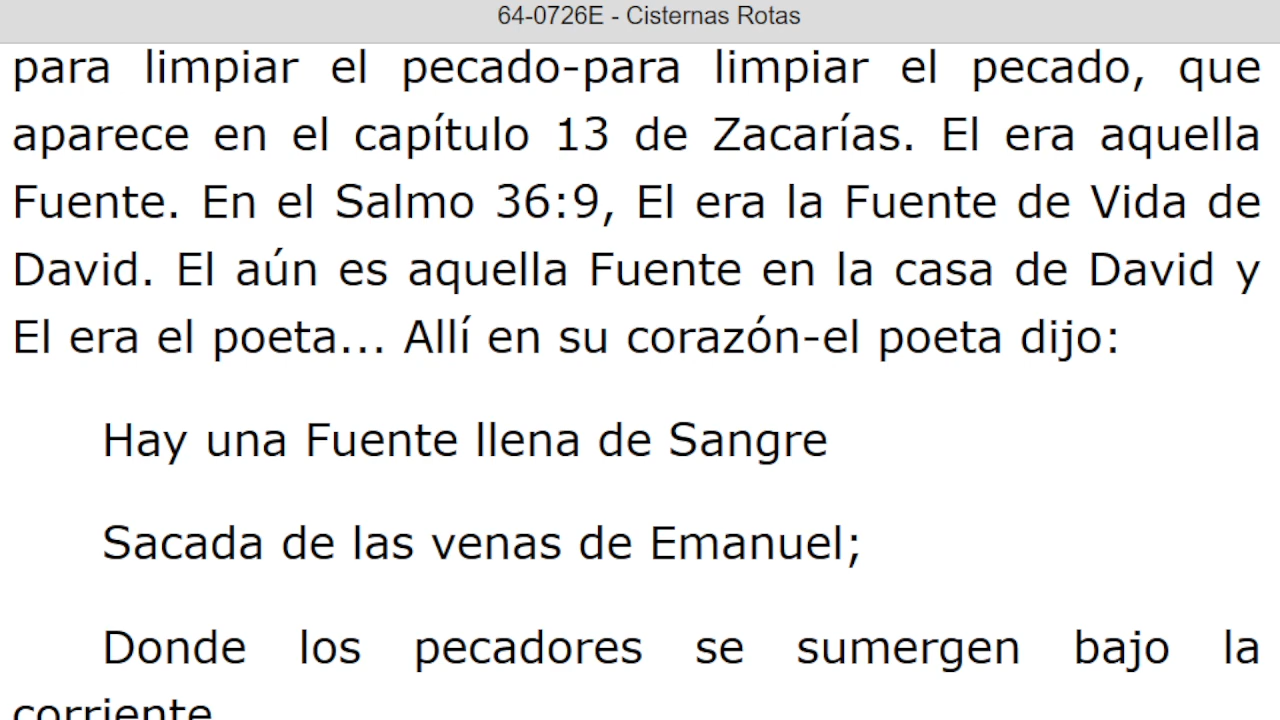 64-0726E - Cisternas Rotas
para limpiar el pecado-para limpiar el pecado, que
aparece en el capítulo 13 de Zacarías. El era aquella
Fuente. En el Salmo 36:9, El era la Fuente de Vida de
David. El aún es aquella Fuente en la casa de David y
El era el poeta... Allí en su corazón-el poeta dijo:
Hay una Fuente llena de Sangre
Sacada de las venas de Emanuel;
Donde los pecadores se sumergen bajo la
corriente